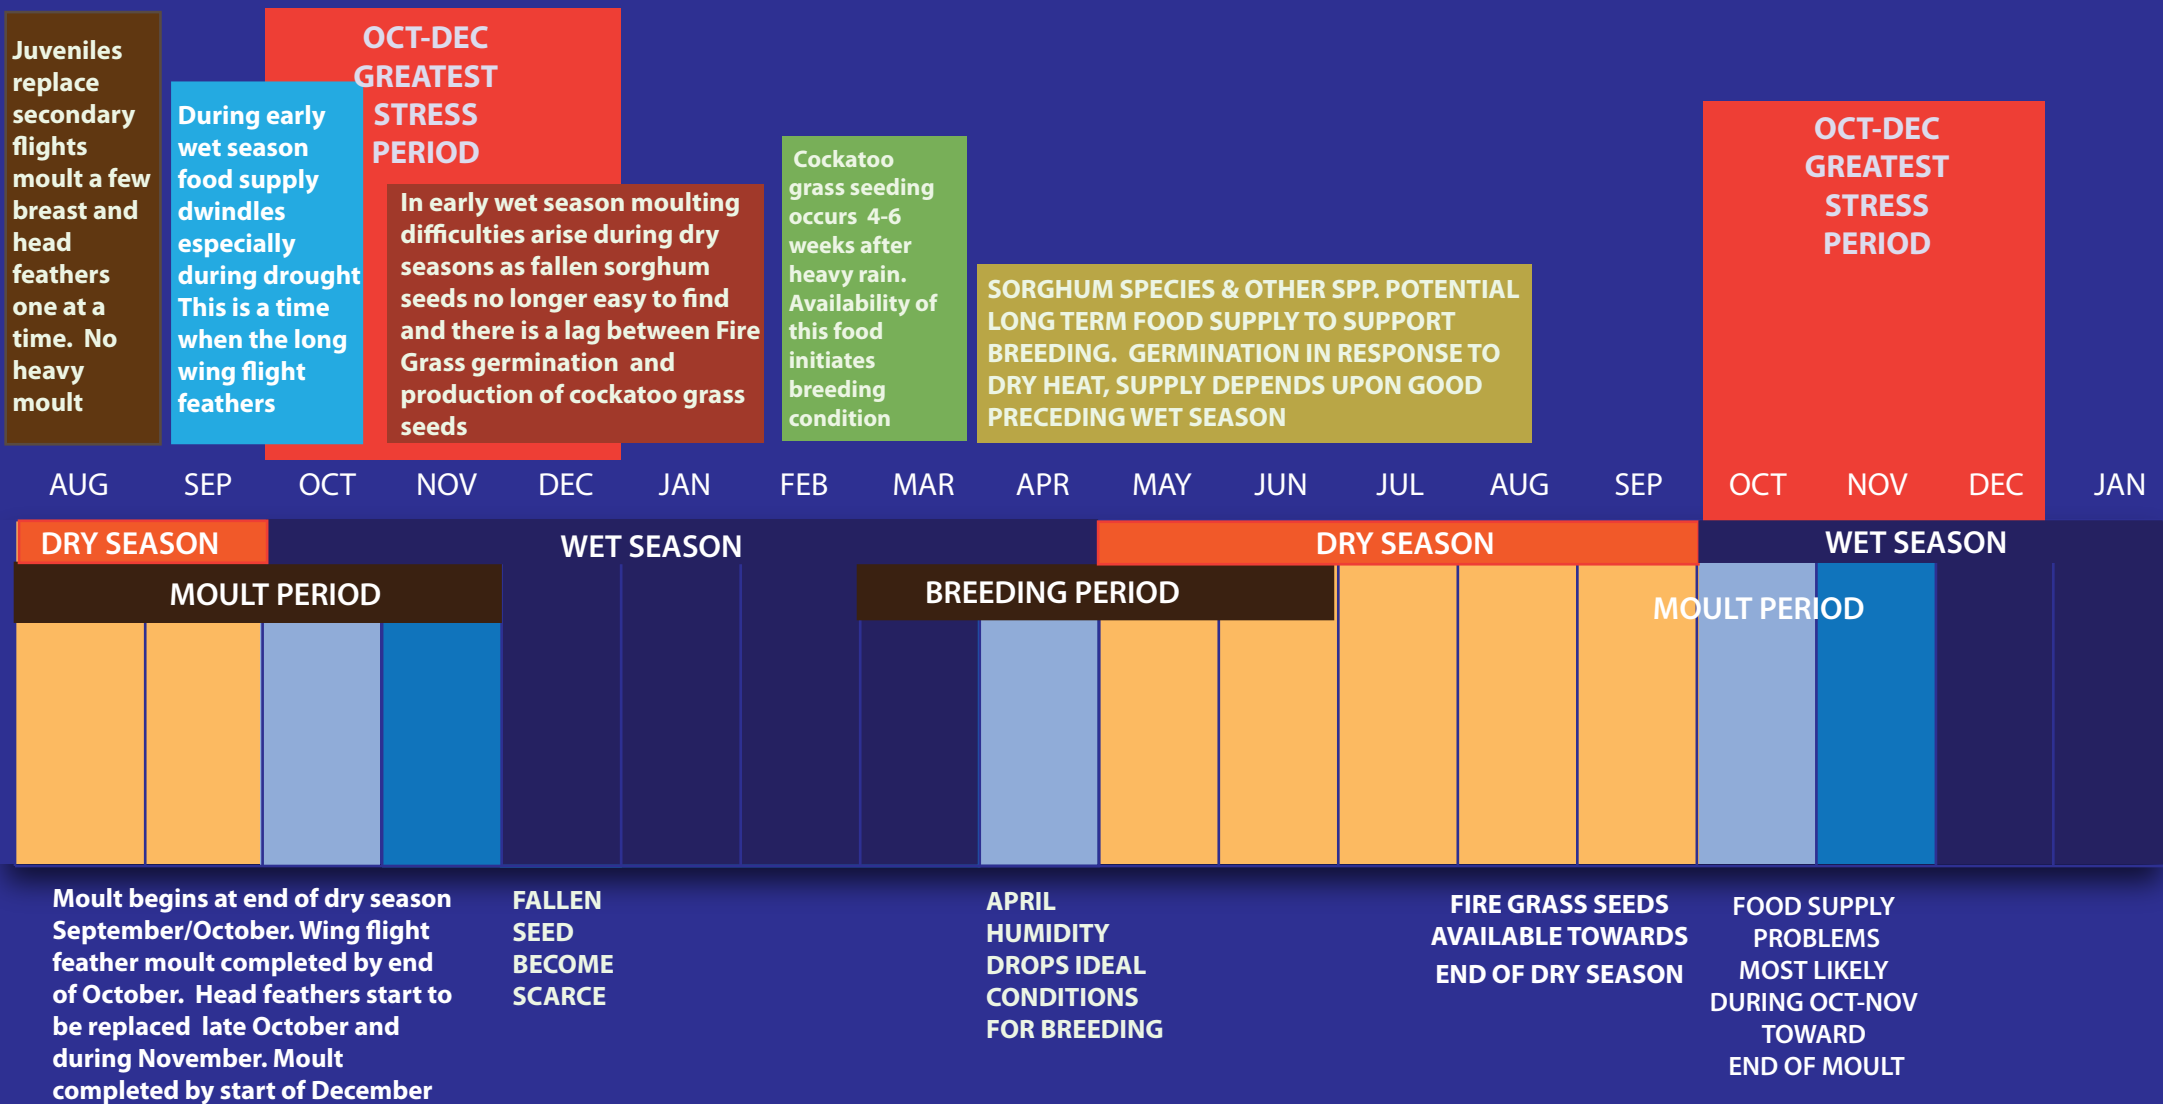 Juveniles
replace
secondary
flights
moult a few
breast and
head
feathers
one at a
time.  No
heavy
moult
During early
wet season
food supply
dwindles
especially
during drought
This is a time
when the long
wing flight
feathers
OCT-DEC
GREATEST
STRESS
PERIOD
In early wet season moulting
difficulties arise during dry
seasons as fallen sorghum
seeds no longer easy to find
and there is a lag between Fire
Grass germination  and
production of cockatoo grass
seeds
Cockatoo
grass seeding
occurs  4-6
weeks after
heavy rain.
Availability of
this food
initiates
breeding
condition
SORGHUM SPECIES & OTHER SPP. POTENTIAL
LONG TERM FOOD SUPPLY TO SUPPORT
BREEDING.  GERMINATION IN RESPONSE TO
DRY HEAT, SUPPLY DEPENDS UPON GOOD
PRECEDING WET SEASON
OCT-DEC
GREATEST
STRESS
PERIOD
AUG SEP OCT NOV DEC JAN FEB MAR APR MAY JUN JUL AUG SEP OCT NOV DEC JAN
DRY SEASON WET SEASON DRY SEASON WET SEASON
MOULT PERIOD BREEDING PERIOD MOULT PERIOD
Moult begins at end of dry season
September/October. Wing flight
feather moult completed by end
of October.  Head feathers start to
be replaced  late October and
during November. Moult
completed by start of December
FALLEN
SEED
BECOME
SCARCE
APRIL
HUMIDITY
DROPS IDEAL
CONDITIONS
FOR BREEDING
FIRE GRASS SEEDS
AVAILABLE TOWARDS
END OF DRY SEASON
FOOD SUPPLY
PROBLEMS
MOST LIKELY
DURING OCT-NOV
TOWARD
END OF MOULT